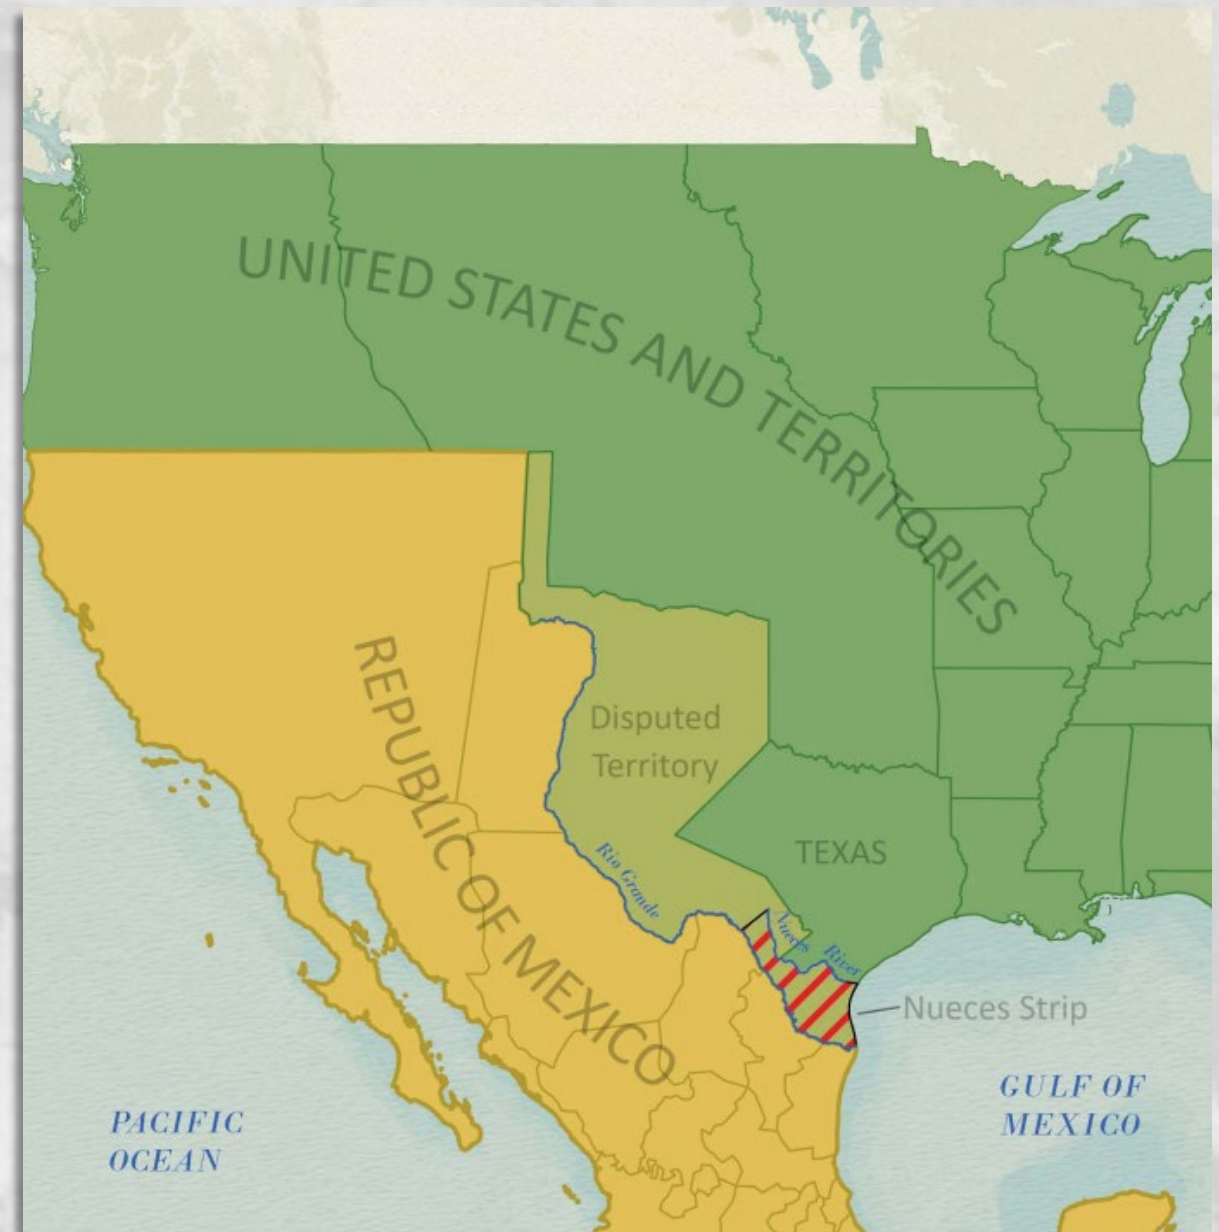 UNITED STATES AND TERRITORIES
REPUBLIC OF MEXICO
Disputed
Territory
TEXAS
Rio Grande
Nueces River
Nueces Strip
GULF OF
MEXICO
PACIFIC
OCEAN